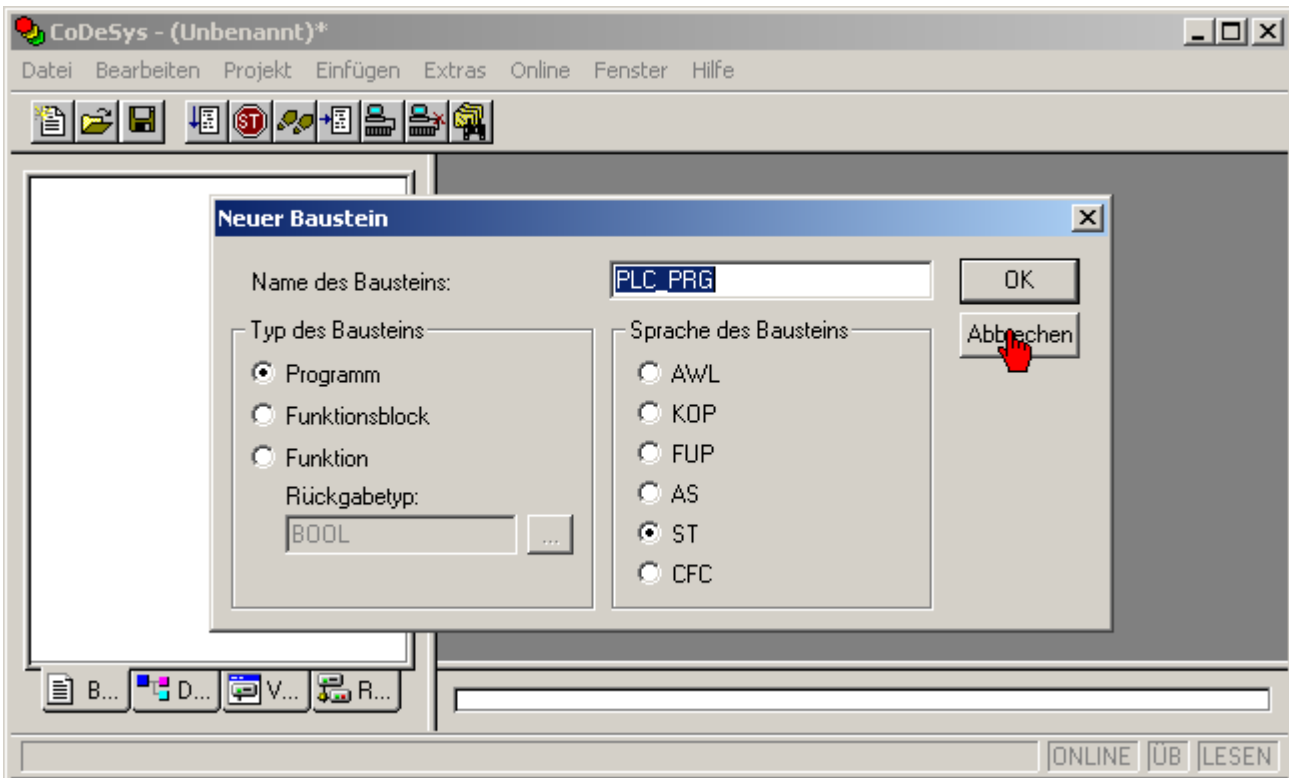 CoDeSys - (Unbenannt)*
Datei Bearbeiten Projekt Einfügen Extras Online Fenster Hilfe
ST
Neuer Baustein
Name des Bausteins: PLC_PRG OK
Abbrechen
Typ des Bausteins
Programm
Funktionsblock
Funktion
Rückgabetyp:
BOOL ...
Sprache des Bausteins
AWL
KOP
FUP
AS
ST
CFC
B... D... V... R...
ONLINE ÜB LESEN